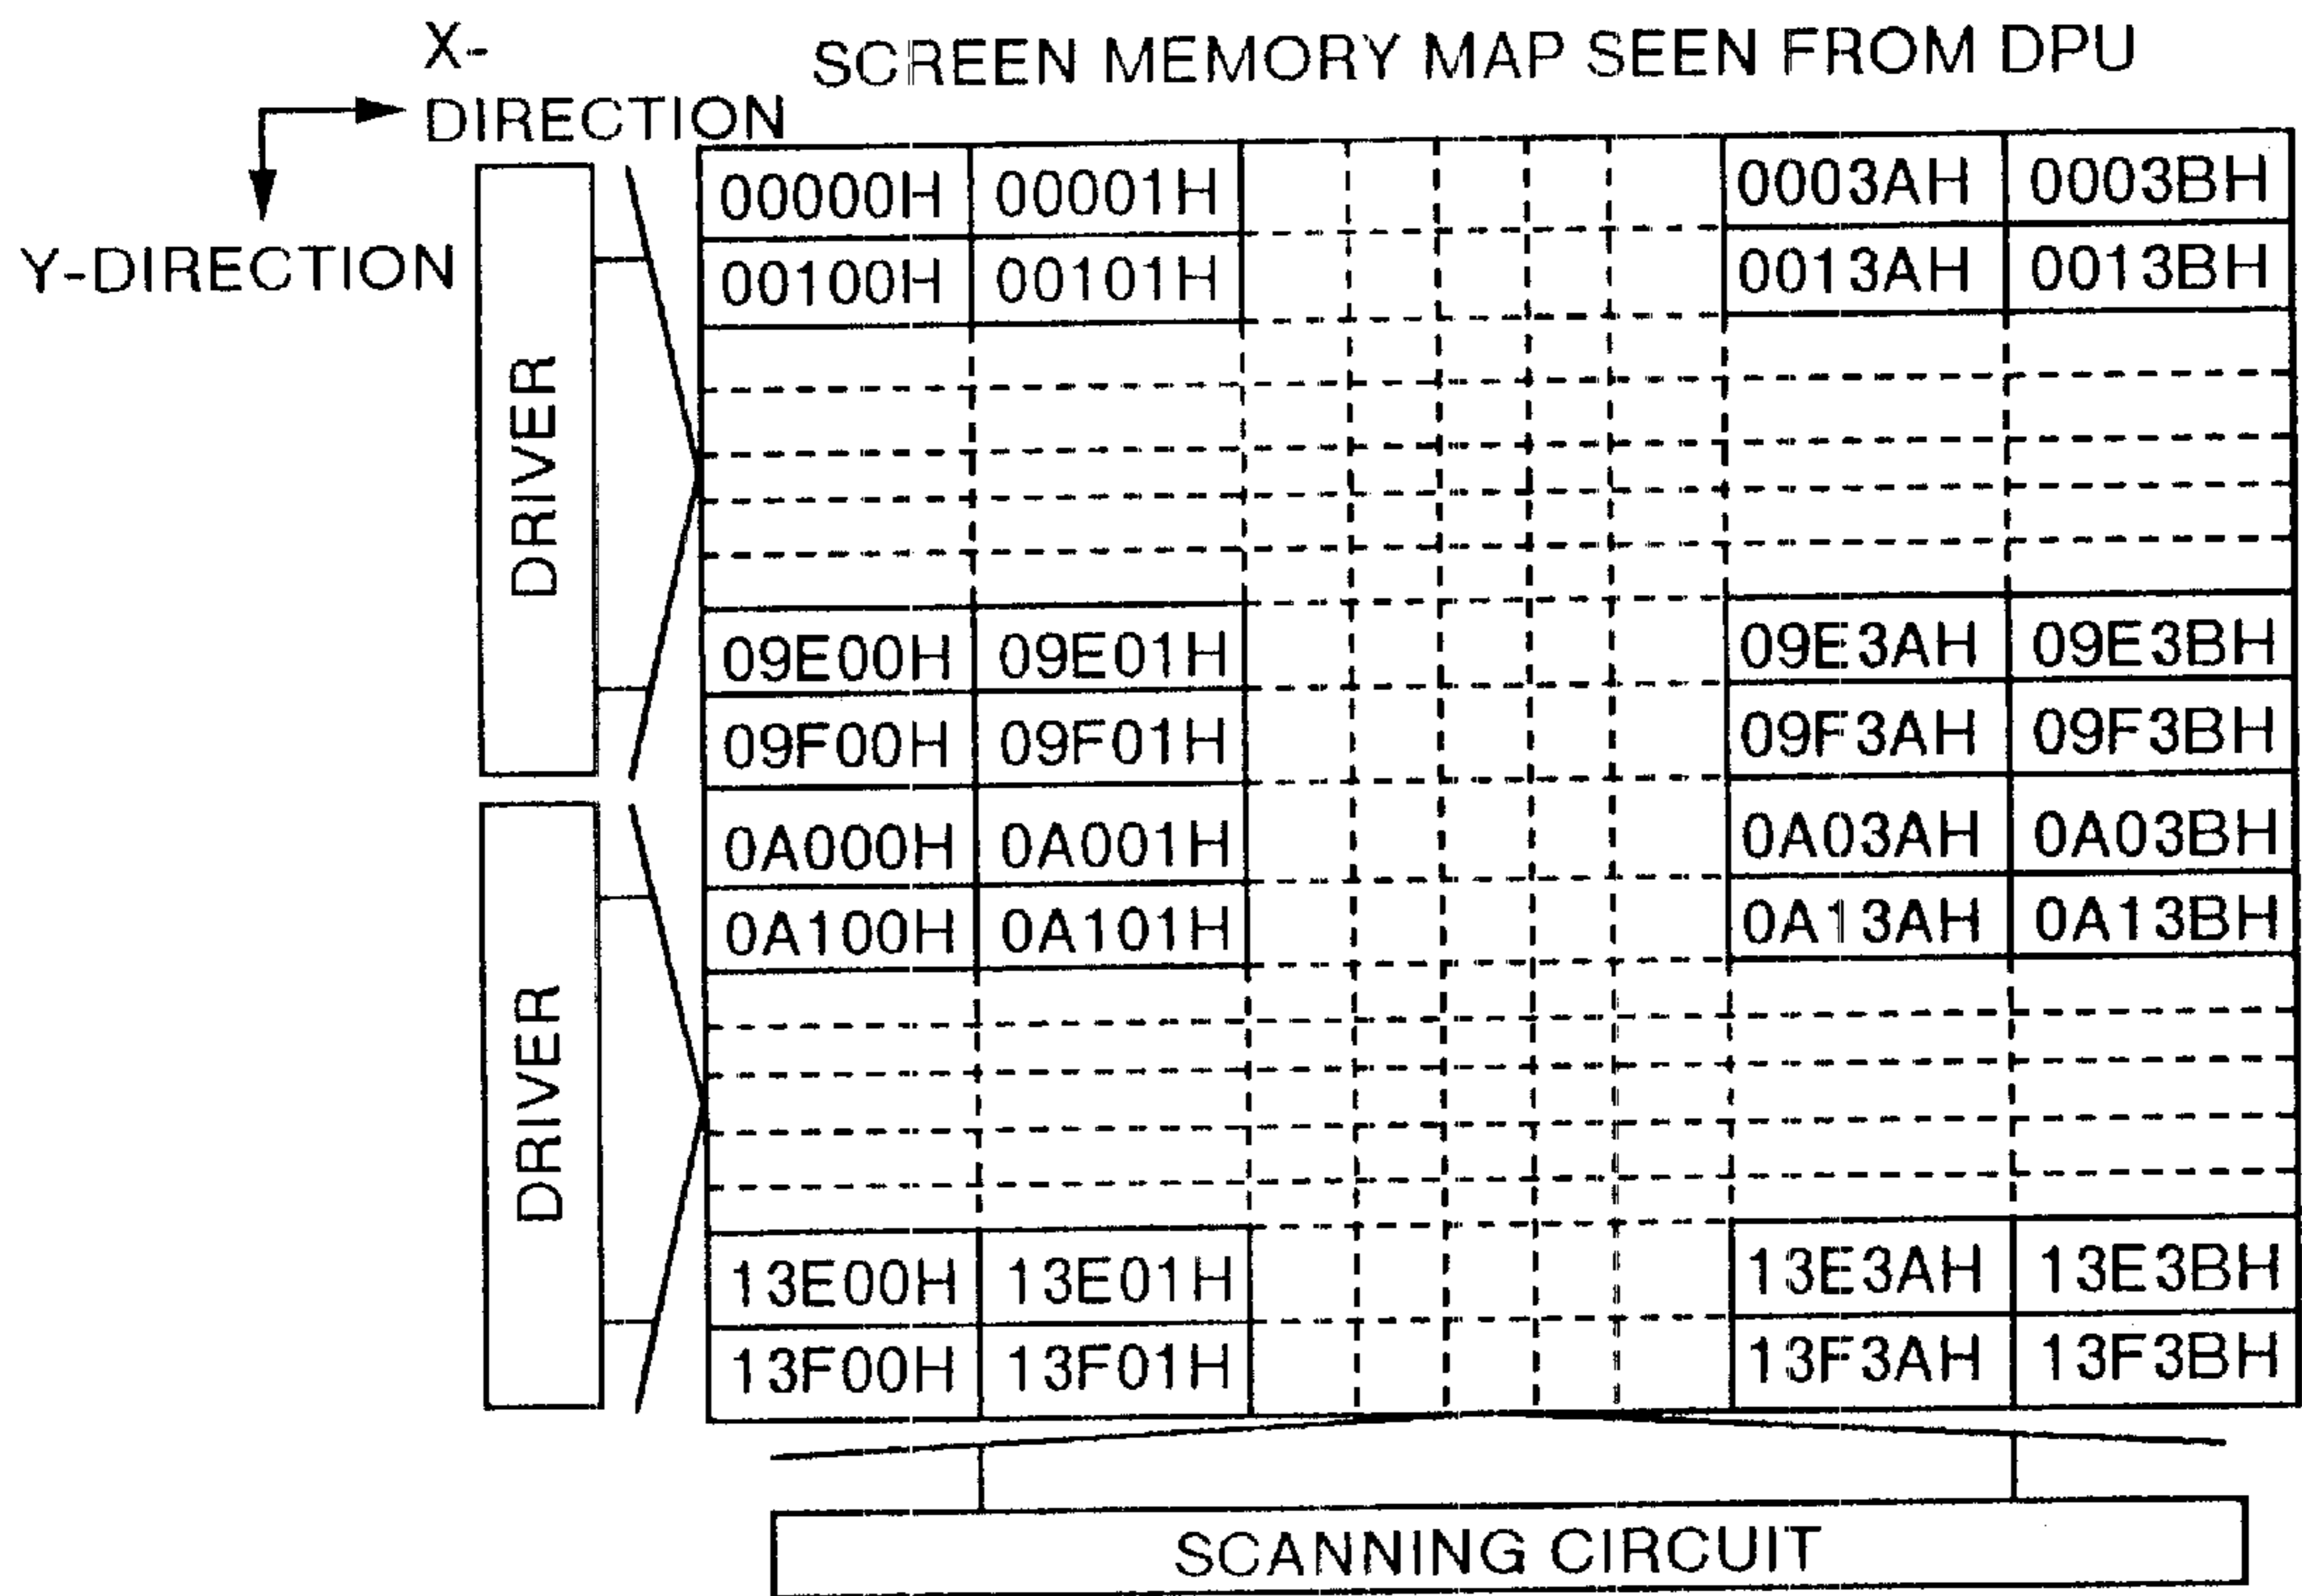 X-
DIRECTION
SCREEN MEMORY MAP SEEN FROM DPU
Y-DIRECTION
DRIVER
00000H 00001H 0003AH 0003BH
00100H 00101H 0013AH 0013BH
09E00H 09E01H 09E3AH 09E3BH
09F00H 09F01H 09F3AH 09F3BH
DRIVER
0A000H 0A001H 0A03AH 0A03BH
0A100H 0A101H 0A13AH 0A13BH
13E00H 13E01H 13E3AH 13E3BH
13F00H 13F01H 13F3AH 13F3BH
SCANNING CIRCUIT